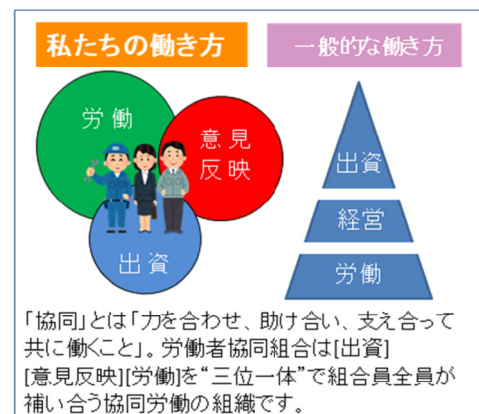 私たちの働き方
一般的な働き方
労働
意見
反映
出資
出資
経営
労働
「協同」とは「力を合わせ、助け合い、支え合って
共に働くこと」。労働者協同組合は[出資]
[意見反映][労働]を“三位一体”で組合員全員が
補い合う協同労働の組織です。